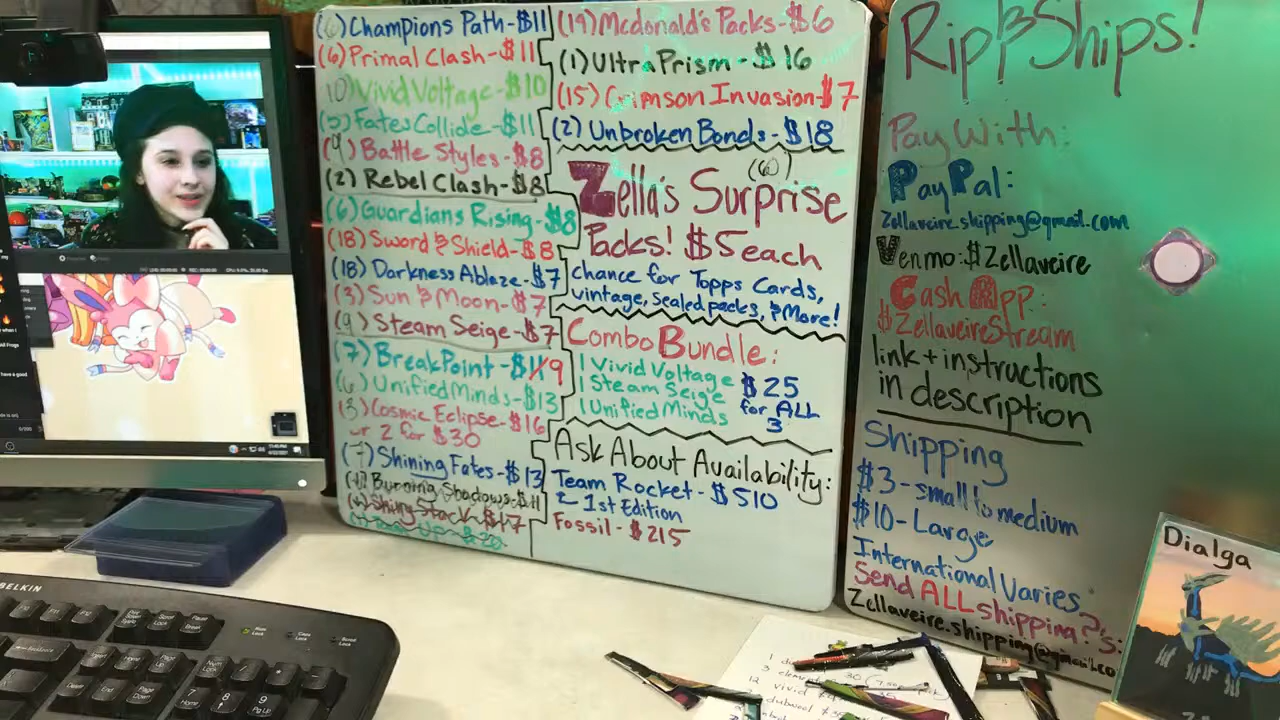 (6) Champions Path - $11
(6) Primal Clash - $11
(10) Vivid Voltage - $10
(5) Fates Collide - $11
(4) Battle Styles - $8
(2) Rebel Clash - $8
(6) Guardians Rising - $8
(18) Sword & Shield - $8
(18) Darkness Ablaze - $7
(3) Sun & Moon - $7
(9) Steam Seige - $7
(7) BreakPoint - $11/9
(6) Unified Minds - $13
(3) Cosmic Eclipse - $16
or 2 for $30
(7) Shining Fates - $13
Burning Shadows - $11
Shiny Stack - $17
(19) Mcdonald's Packs - $6
(1) Ultra Prism - $16
(15) Crimson Invasion - $7
(2) Unbroken Bonds - $18
(60)
Zella's Surprise
Packs! $5 each
chance for Topps Cards,
vintage, Sealed packs, & More!
Combo Bundle:
1 Vivid Voltage
1 Steam Seige
1 Unified Minds
$25
for ALL
3
Ask About Availability:
Team Rocket - $510
2 1st Edition
Fossil - $215
Rip & Ships!
Pay With:
PayPal:
Zellaveire.shipping@gmail.com
Venmo: $Zellaveire
Cash App:
$ZellaveireStream
link + instructions
in description
Shipping
$3 - small to medium
$10 - Large
International Varies
Send ALL shipping ?'s:
Zellaveire.shipping@gmail.co
Dialga
BELKIN